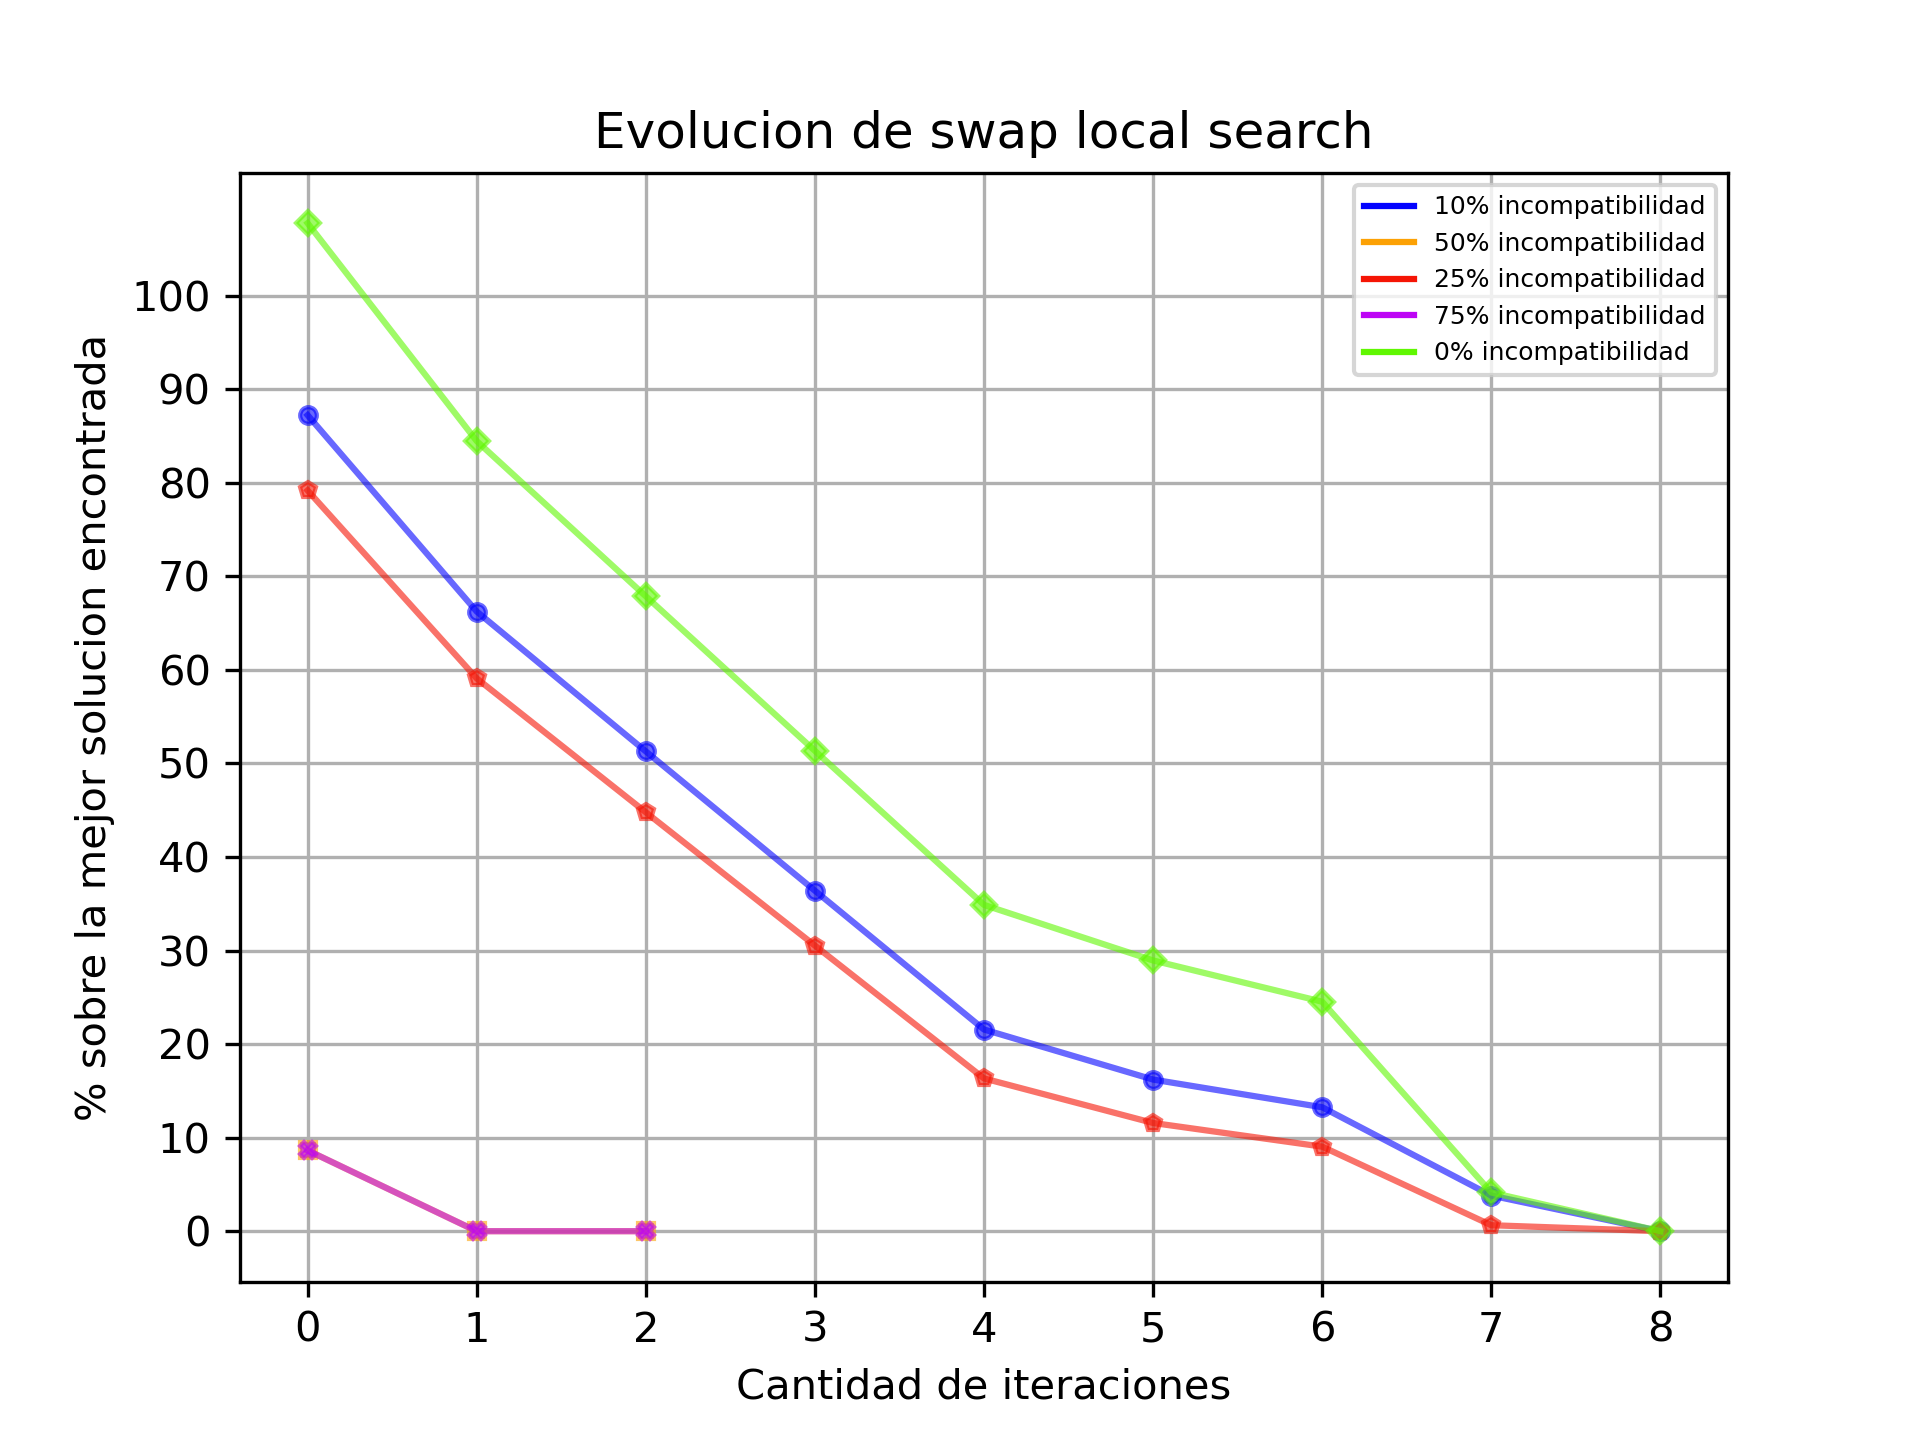 Evolucion de swap local search
10% incompatibilidad
50% incompatibilidad
25% incompatibilidad
75% incompatibilidad
0% incompatibilidad
% sobre la mejor solucion encontrada
100
90
80
70
60
50
40
30
20
10
0
0 1 2 3 4 5 6 7 8
Cantidad de iteraciones